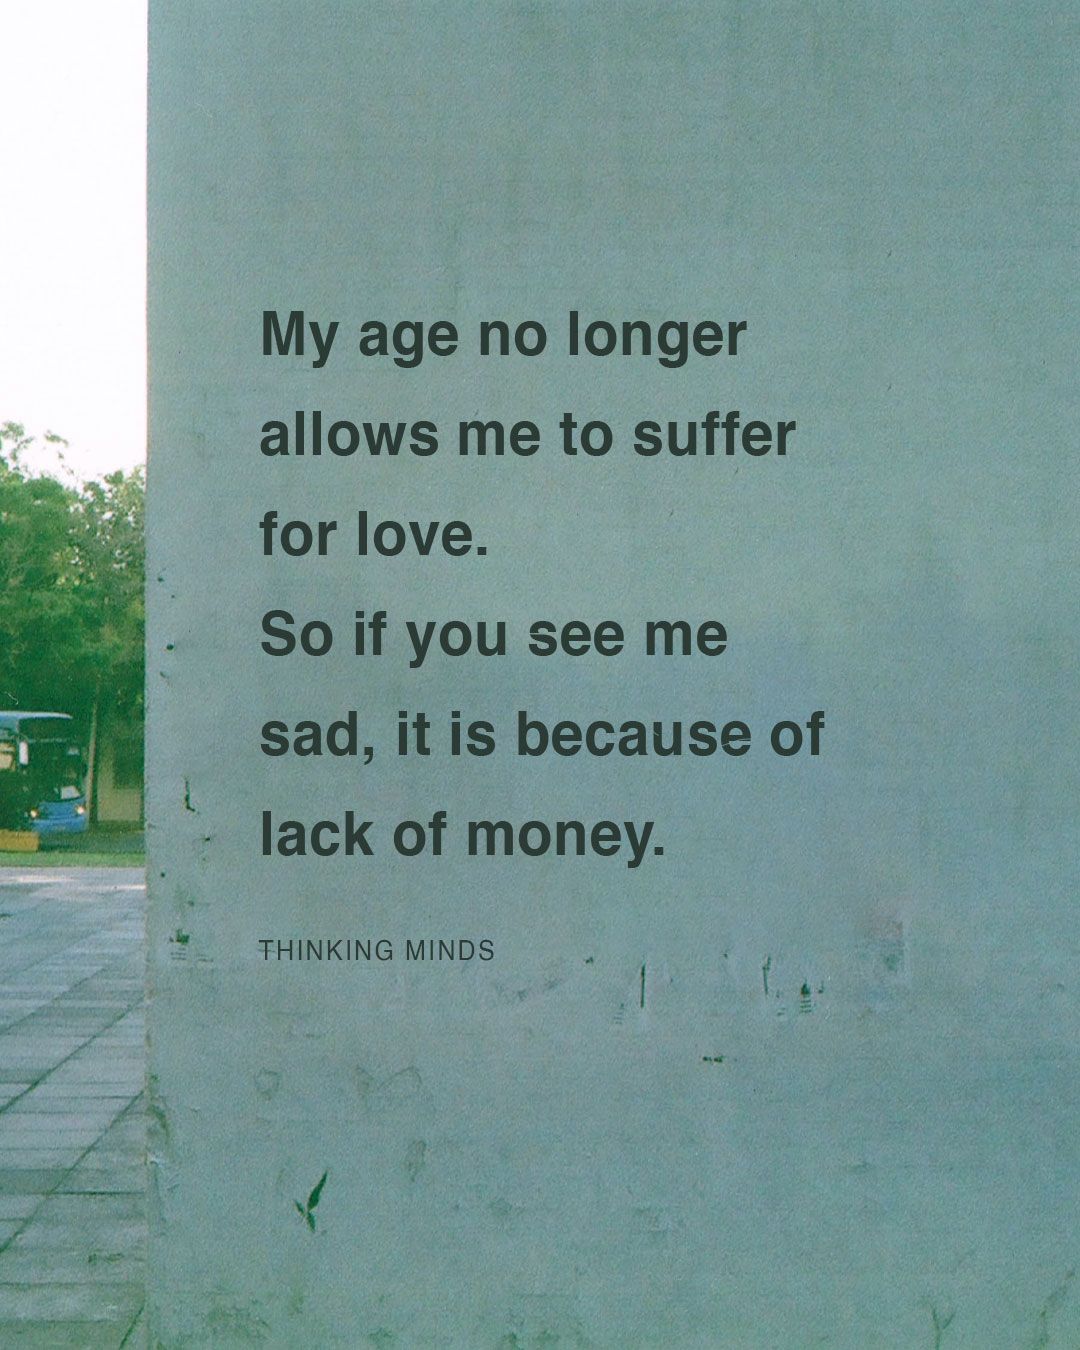 My age no longer
allows me to suffer
for love.
So if you see me
sad, it is because of
lack of money.
THINKING MINDS